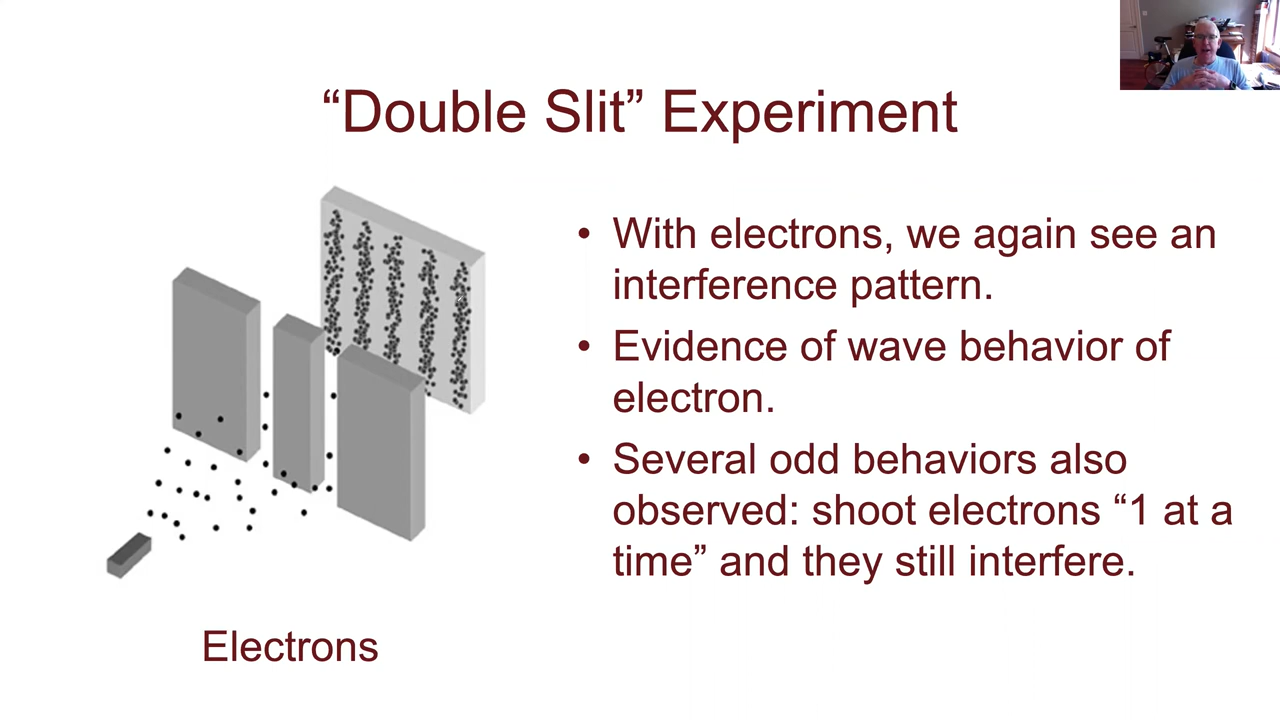 “Double Slit” Experiment
• With electrons, we again see an
interference pattern.
• Evidence of wave behavior of
electron.
• Several odd behaviors also
observed: shoot electrons “1 at a
time” and they still interfere.
Electrons